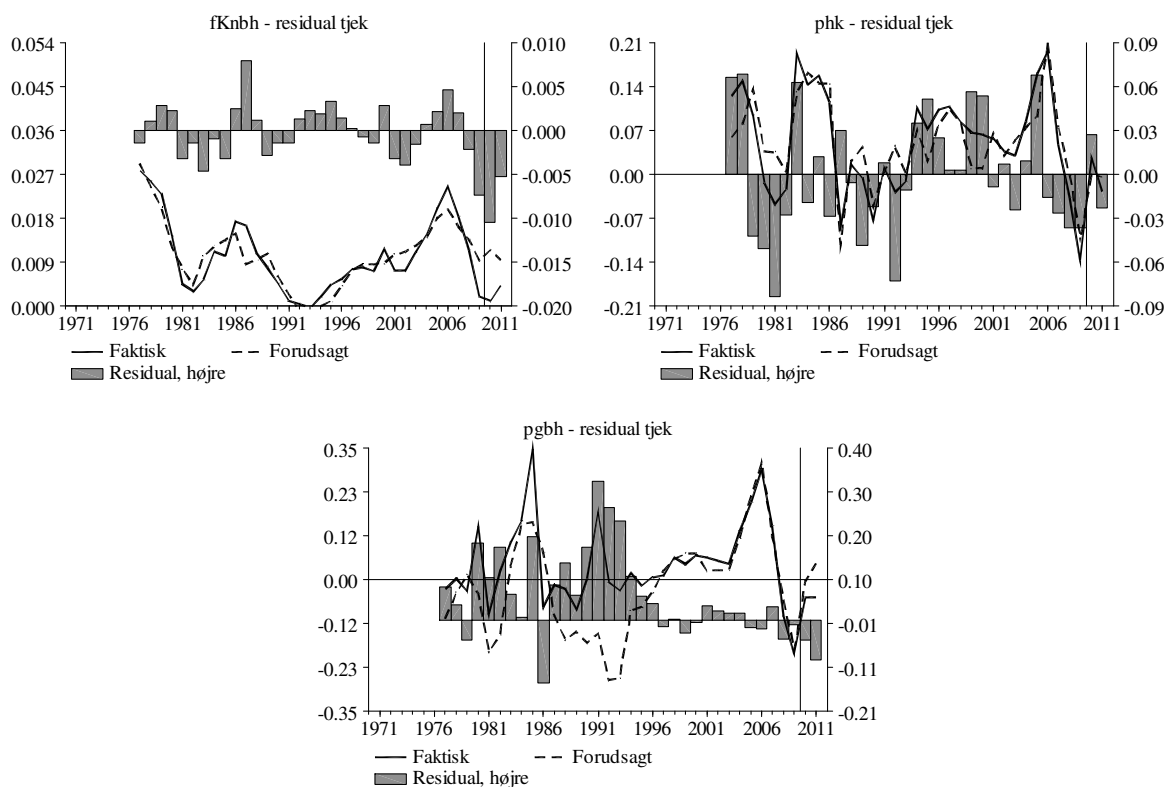 fKnbh - residual tjek
0.054 0.010
0.045 0.005
0.036 0.000
0.027 -0.005
0.018 -0.010
0.009 -0.015
0.000 -0.020
1971 1976 1981 1986 1991 1996 2001 2006 2011
Faktisk Forudsagt
Residual, højre
phk - residual tjek
0.21 0.09
0.14 0.06
0.07 0.03
0.00 0.00
-0.07 -0.03
-0.14 -0.06
-0.21 -0.09
1971 1976 1981 1986 1991 1996 2001 2006 2011
Faktisk Forudsagt
Residual, højre
pgbh - residual tjek
0.35 0.40
0.23 0.30
0.12 0.20
0.00 0.10
-0.12 -0.01
-0.23 -0.11
-0.35 -0.21
1971 1976 1981 1986 1991 1996 2001 2006 2011
Faktisk Forudsagt
Residual, højre